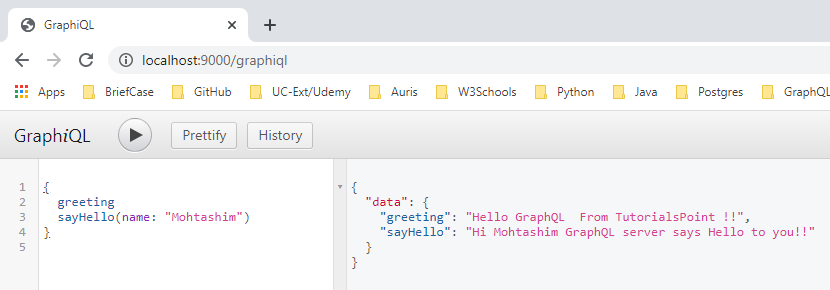 GraphiQL
localhost:9000/graphiql
Apps BriefCase GitHub UC-Ext/Udemy Auris W3Schools Python Java Postgres GraphQL
GraphiQL Prettify History
1 {
2 greeting
3 sayHello(name: "Mohtashim")
4 }
5
{
"data": {
"greeting": "Hello GraphQL  From TutorialsPoint !!",
"sayHello": "Hi Mohtashim GraphQL server says Hello to you!!"
}
}